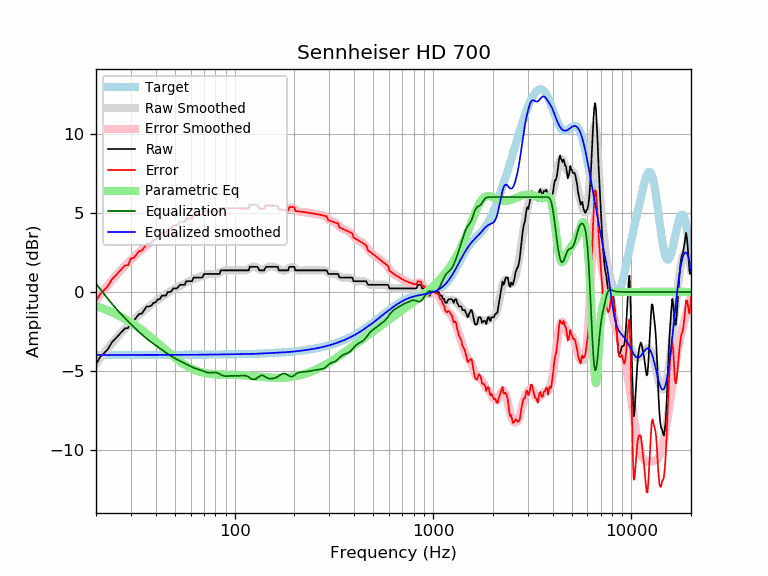 Sennheiser HD 700
Target
Raw Smoothed
Error Smoothed
Raw
Error
Parametric Eq
Equalization
Equalized smoothed
Amplitude (dBr)
10
5
0
−5
−10
100
1000
10000
Frequency (Hz)